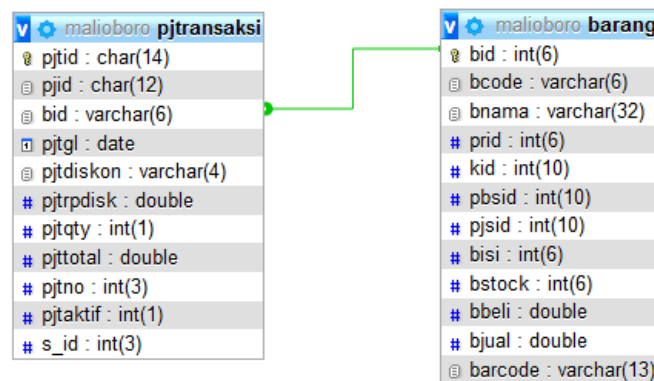 v malioboro pjtransaksi
pjtid : char(14)
pjid : char(12)
bid : varchar(6)
pjtgl : date
pjtdiskon : varchar(4)
# pjtrpdisk : double
# pjtqty : int(1)
# pjttotal : double
# pjtno : int(3)
# pjtaktif : int(1)
# s_id : int(3)
v malioboro barang
bid : int(6)
bcode : varchar(6)
bnama : varchar(32)
# prid : int(6)
# kid : int(10)
# pbsid : int(10)
# pjsid : int(10)
# bisi : int(6)
# bstock : int(6)
# bbeli : double
# bjual : double
barcode : varchar(13)